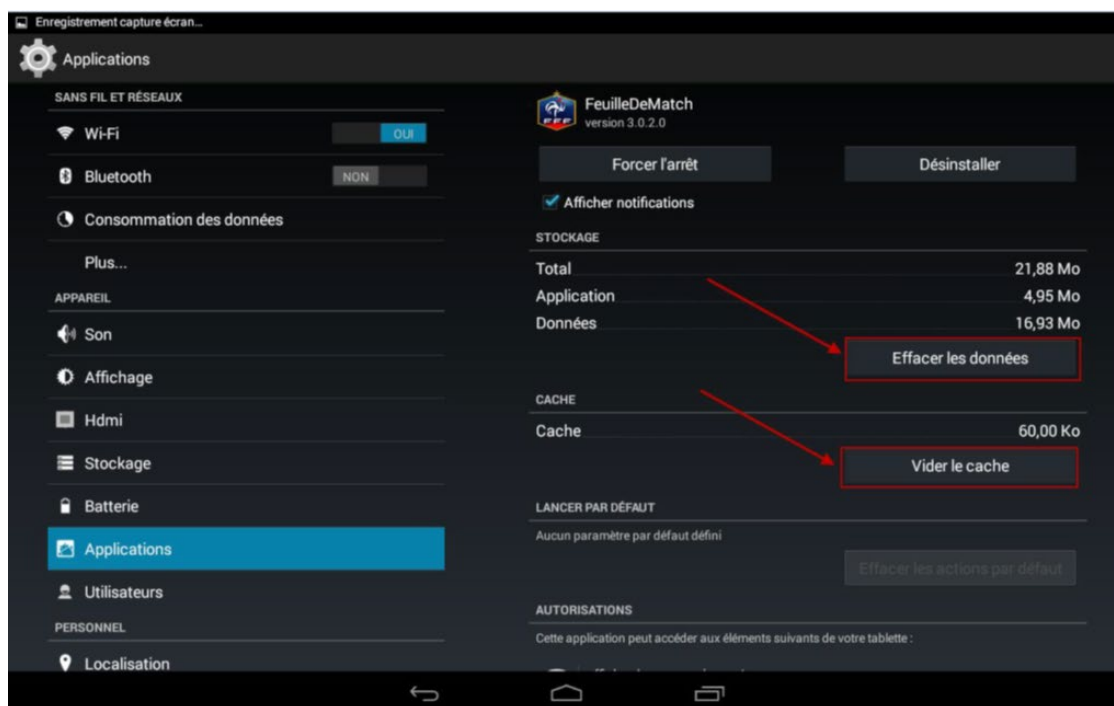 Enregistrement capture écran...
Applications
SANS FIL ET RÉSEAUX
Wi-Fi
OUI
Bluetooth
NON
Consommation des données
Plus...
APPAREIL
Son
Affichage
Hdmi
Stockage
Batterie
Applications
Utilisateurs
PERSONNEL
Localisation
FeuilleDeMatch
version 3.0.2.0
Forcer l'arrêt
Désinstaller
Afficher notifications
STOCKAGE
Total
21,88 Mo
Application
4,95 Mo
Données
16,93 Mo
Effacer les données
CACHE
Cache
60,00 Ko
Vider le cache
LANCER PAR DÉFAUT
Aucun paramètre par défaut défini
Effacer les actions par défaut
AUTORISATIONS
Cette application peut accéder aux éléments suivants de votre tablette :